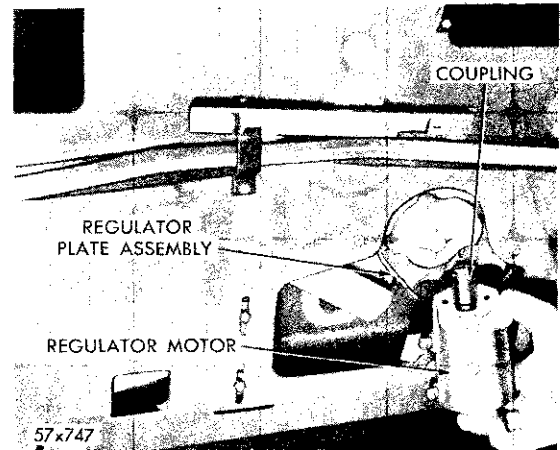 COUPLING
REGULATOR
PLATE ASSEMBLY
REGULATOR MOTOR
57x747